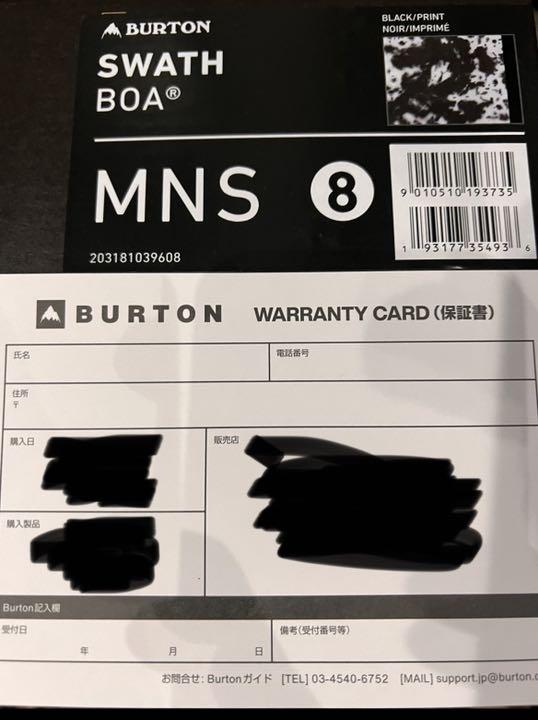 BURTON
SWATH
BOA®
BLACK/PRINT
NOIR/IMPRIMÉ
MNS 8
9 010510 193735
1 93177 35493 6
203181039608
BURTON WARRANTY CARD(保証書)
氏名
電話番号
住所
〒
購入日
販売店
購入製品
Burton記入欄
受付日
備考(受付番号等)
年 月 日
お問合せ: Burtonガイド [TEL] 03-4540-6752 [MAIL] support.jp@burton.c